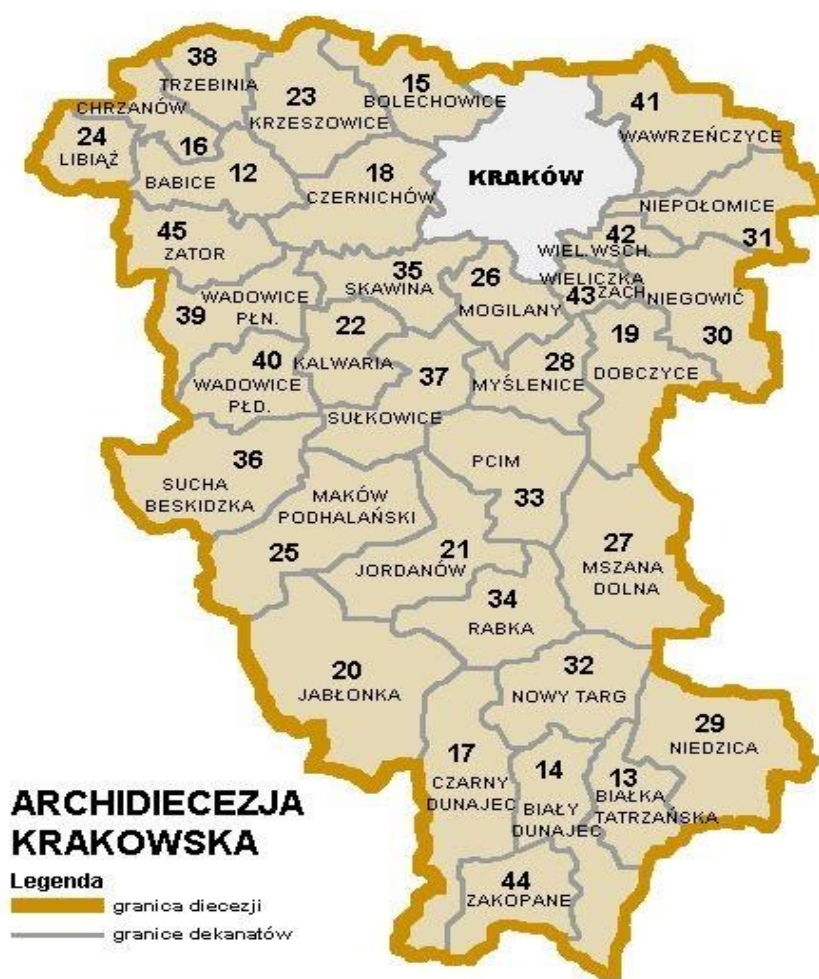 38
TRZEBINIA
15
BOLECHOWICE
23
KRZESZOWICE
41
WAWRZEŃCZYCE
CHRZANÓW
24
LIBIĄŻ
16
BABICE
12
18
CZERNICHÓW
KRAKÓW
NIEPOŁOMICE
31
45
ZATOR
42
WIEL.WSCH.
35
SKAWINA
26
MOGILANY
WIELICZKA
43 ZACH.
NIEGOWIĆ
30
WADOWICE
PŁN.
39
22
KALWARIA
19
DOBCZYCE
40
WADOWICE
PŁD.
37
28
MYŚLENICE
SUŁKOWICE
36
SUCHA
BESKIDZKA
PCIM
33
MAKÓW
PODHALAŃSKI
25
21
JORDANÓW
27
MSZANA
DOLNA
34
RABKA
20
JABŁONKA
32
NOWY TARG
29
NIEDZICA
17
CZARNY
DUNAJEC
14
BIAŁY
DUNAJEC
13
BIAŁKA
TATRZAŃSKA
44
ZAKOPANE
ARCHIDIECEZJA
KRAKOWSKA
Legenda
granica diecezji
granice dekanatów